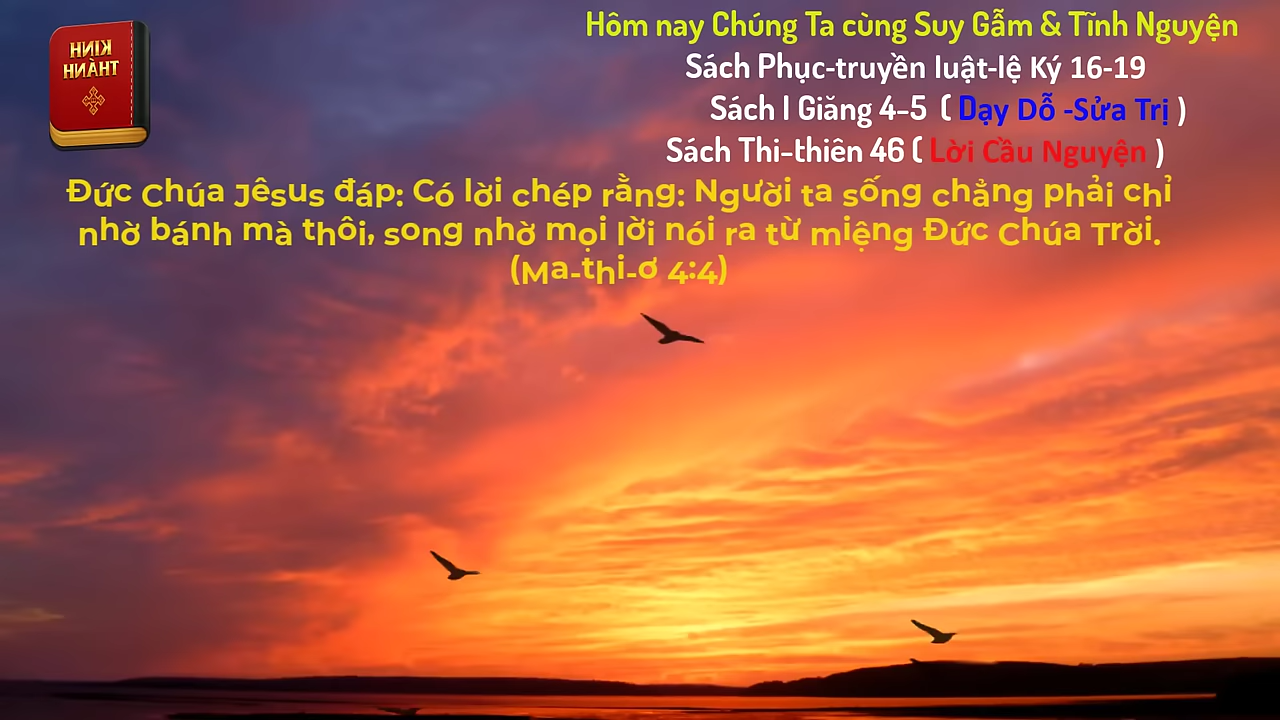 KINH
THÀNH
Hôm nay Chúng Ta cùng Suy Gẫm & Tĩnh Nguyện
Sách Phục-truyền luật-lệ Ký 16-19
Sách I Giăng 4-5 ( Dạy Dỗ -Sửa Trị )
Sách Thi-thiên 46 ( Lời Cầu Nguyện )
Đức Chúa Jêsus đáp: Có lời chép rằng: Người ta sống chẳng phải chỉ
nhờ bánh mà thôi, song nhờ mọi lời nói ra từ miệng Đức Chúa Trời.
(Ma-thi-ơ 4:4)